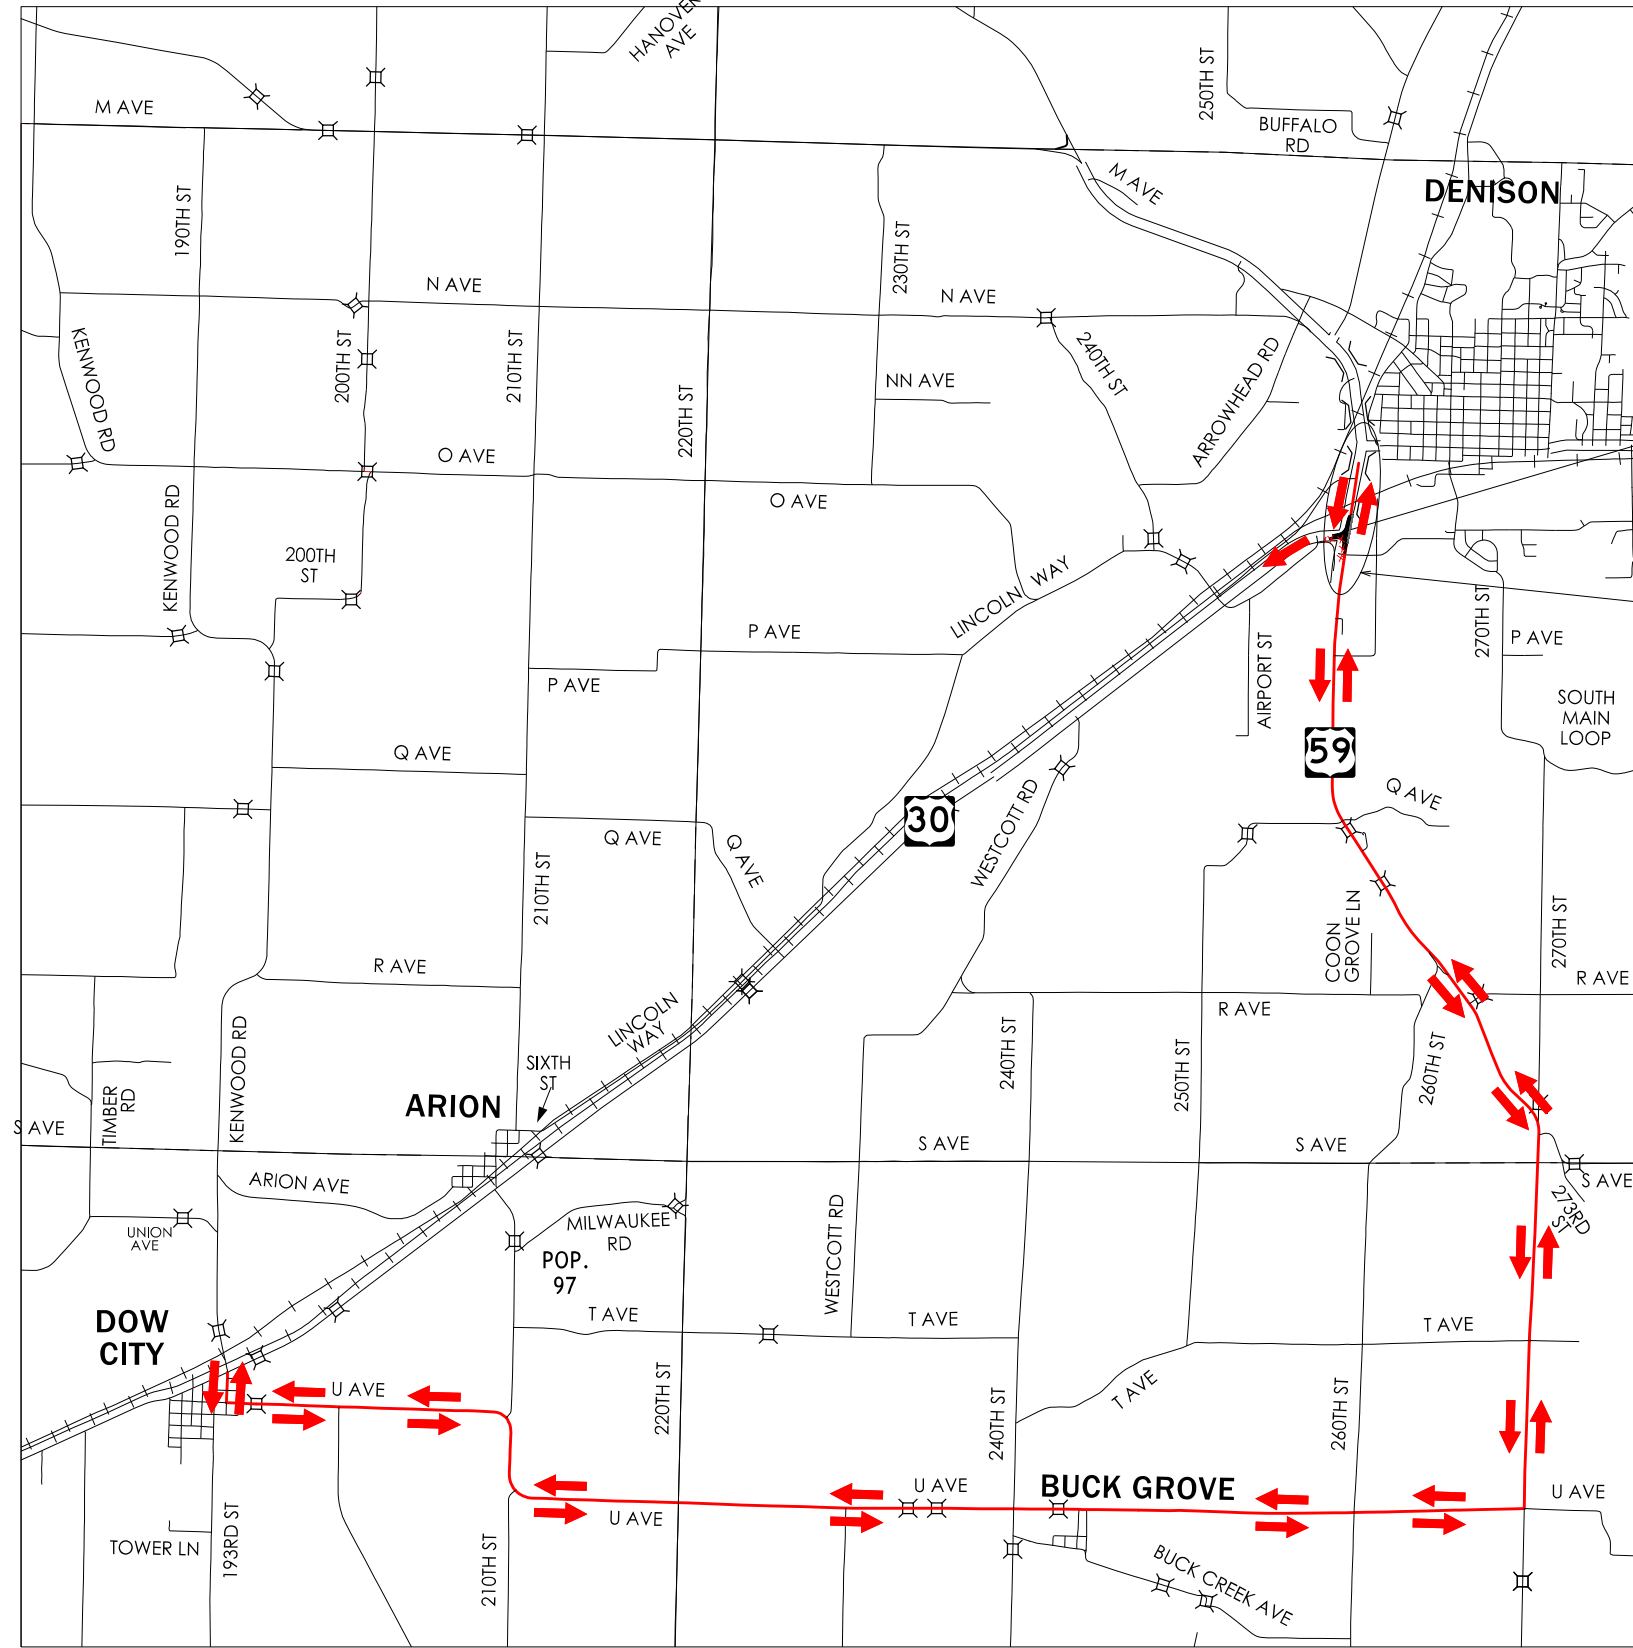 HANOVER
AVE
250TH ST
M AVE
BUFFALO
RD
M AVE
DENISON
190TH ST
230TH ST
N AVE
N AVE
KENWOOD RD
200TH ST
210TH ST
220TH ST
NN AVE
240TH ST
ARROWHEAD RD
O AVE
O AVE
KENWOOD RD
200TH
ST
LINCOLN WAY
P AVE
P AVE
AIRPORT ST
270TH ST
P AVE
SOUTH
MAIN
LOOP
Q AVE
59
Q AVE
30
WESTCOTT RD
Q AVE
Q AVE
210TH ST
COON
GROVE LN
270TH ST
R AVE
R AVE
R AVE
LINCOLN
WAY
KENWOOD RD
SIXTH
ST
240TH ST
250TH ST
260TH ST
TIMBER
RD
ARION
S AVE
S AVE
S AVE
S AVE
ARION AVE
273RD
ST
UNION
AVE
MILWAUKEE
RD
WESTCOTT RD
POP.
97
DOW
CITY
T AVE
T AVE
T AVE
U AVE
220TH ST
240TH ST
T AVE
260TH ST
U AVE
BUCK GROVE
U AVE
U AVE
TOWER LN
193RD ST
210TH ST
BUCK CREEK AVE